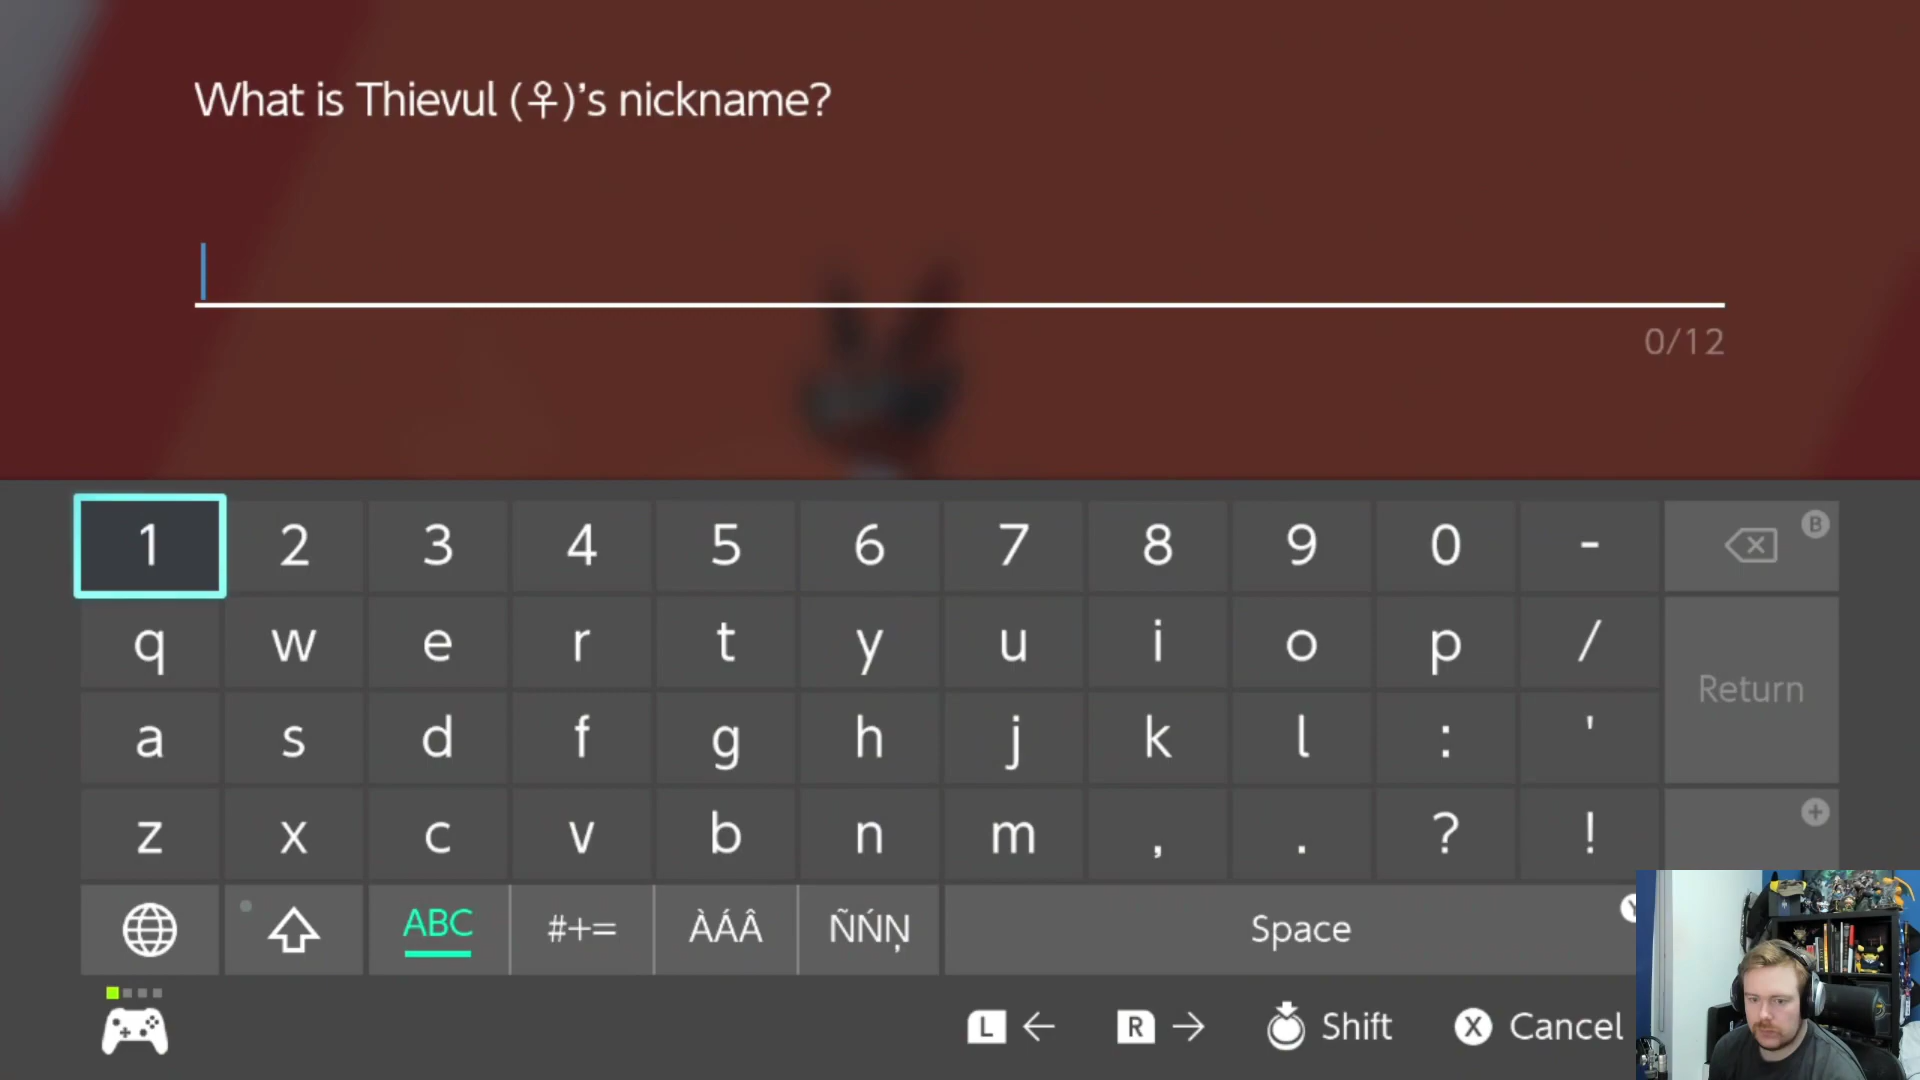 What is Thievul (♀)'s nickname?
0/12
1 2 3 4 5 6 7 8 9 0 - B
q w e r t y u i o p / Return
a s d f g h j k l : '
z x c v b n m , . ? ! +
ABC #+= ÀÁÂ ÑŃŅ Space
L ← R → Shift X Cancel